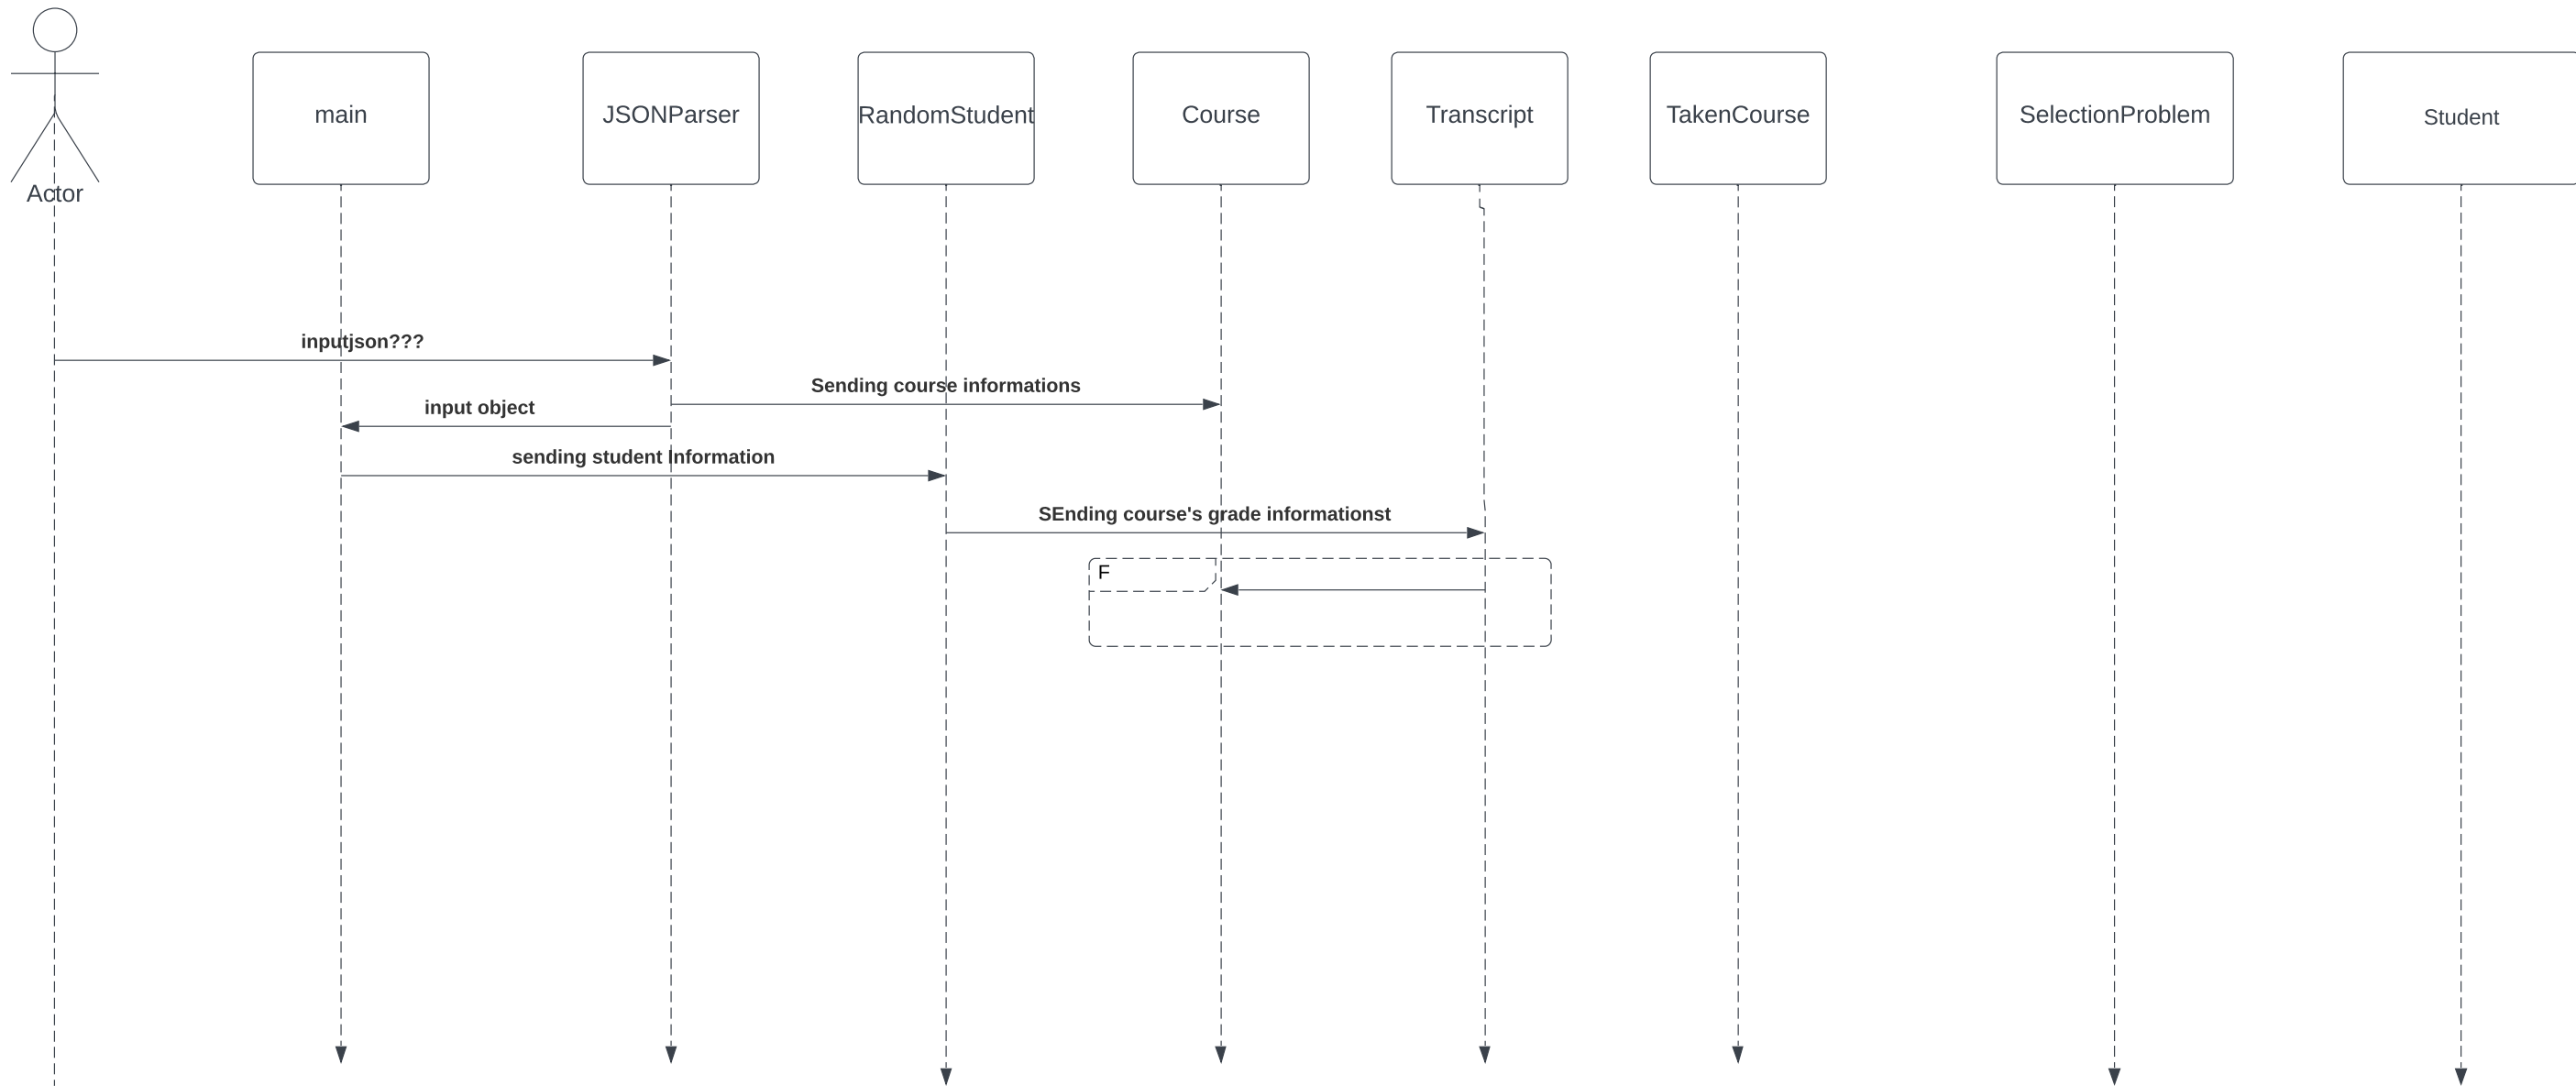 Actor
main
JSONParser
RandomStudent
Course
Transcript
TakenCourse
SelectionProblem
Student
inputjson???
Sending course informations
input object
sending student Information
SEnding course's grade informationst
F